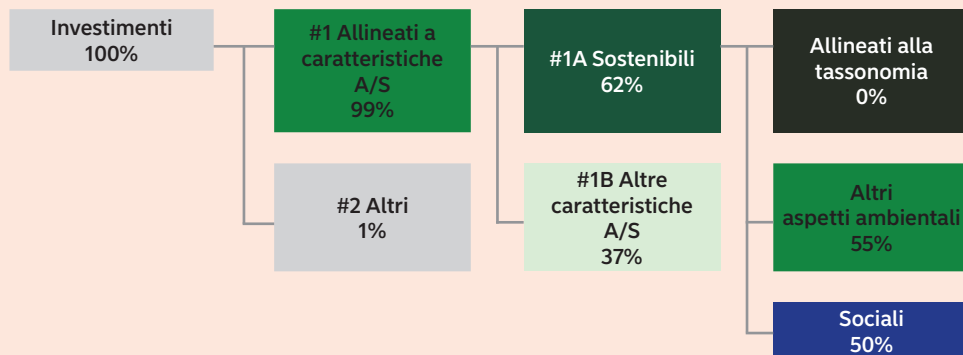 Investimenti
100%
#1 Allineati a
caratteristiche
A/S
99%
#1A Sostenibili
62%
Allineati alla
tassonomia
0%
#2 Altri
1%
#1B Altre
caratteristiche
A/S
37%
Altri
aspetti ambientali
55%
Sociali
50%